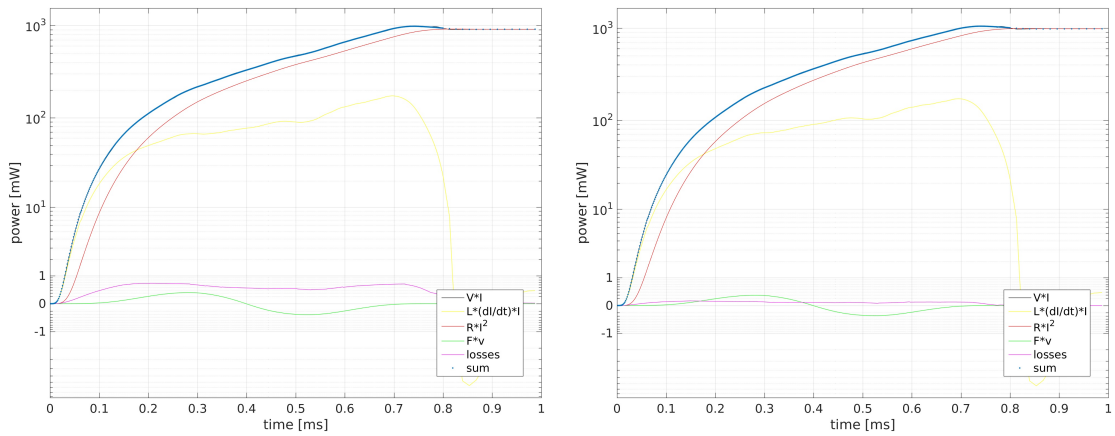 10^3
10^2
10^1
1
0
-1
power [mW]
V*I
L*(dI/dt)*I
R*I^2
F*v
losses
sum
0 0.1 0.2 0.3 0.4 0.5 0.6 0.7 0.8 0.9 1
time [ms]
10^3
10^2
10^1
1
0
-1
power [mW]
V*I
L*(dI/dt)*I
R*I^2
F*v
losses
sum
0 0.1 0.2 0.3 0.4 0.5 0.6 0.7 0.8 0.9 1
time [ms]